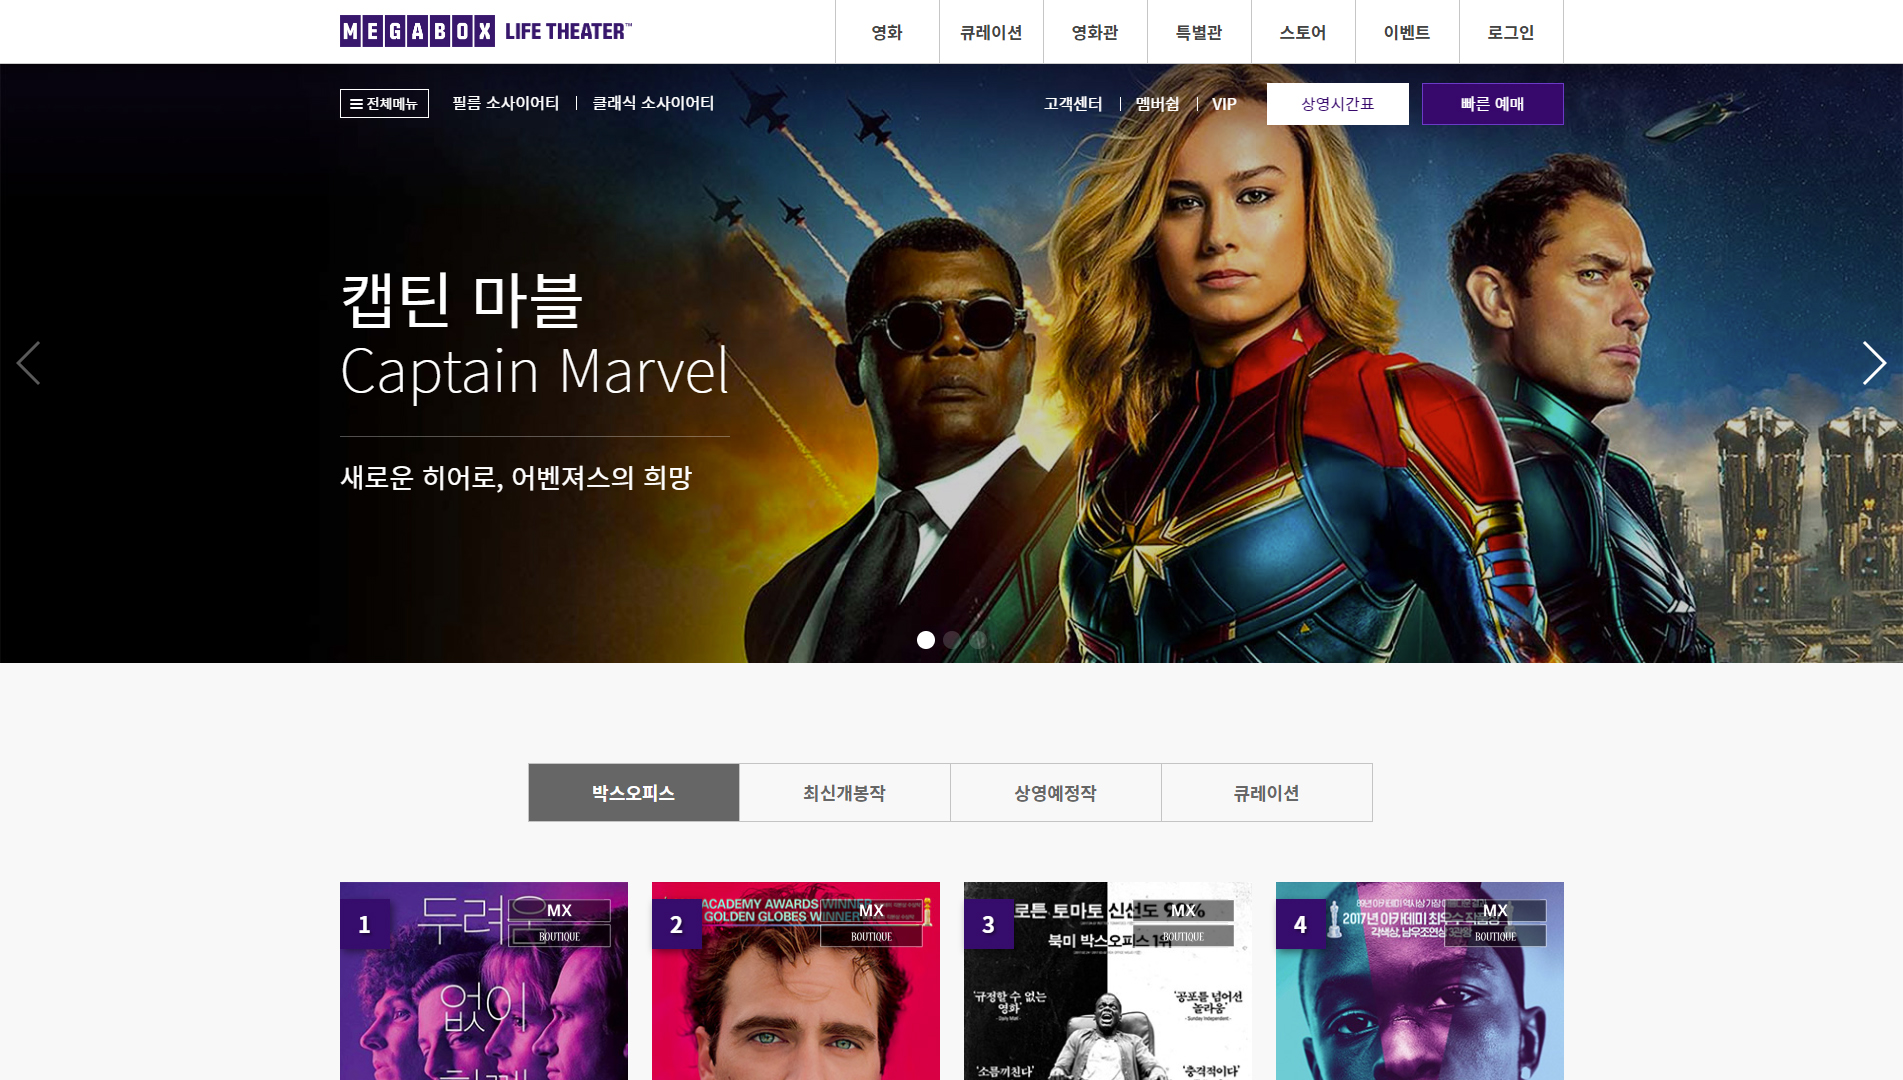 MEGABOX LIFE THEATER™
영화
큐레이션
영화관
특별관
스토어
이벤트
로그인
전체메뉴
필름 소사이어티
클래식 소사이어티
고객센터
멤버쉽
VIP
상영시간표
빠른 예매
캡틴 마블
Captain Marvel
새로운 히어로, 어벤져스의 희망
박스오피스
최신개봉작
상영예정작
큐레이션
1
두려움
MX
BOUTIQUE
없이
2
ACADEMY AWARDS WINNER
GOLDEN GLOBES WINNER
MX
BOUTIQUE
3
로튼 토마토 신선도 %
북미 박스오피스 1위
MX
BOUTIQUE
'규정할 수 없는
영화'
- Daily Mail -
'공포를 넘어선
놀라움'
- Sunday Independent -
'소름끼친다'
'충격적이다'
4
2017년 아카데미 최우수
각색상, 남우조연상 3관왕
MX
BOUTIQUE